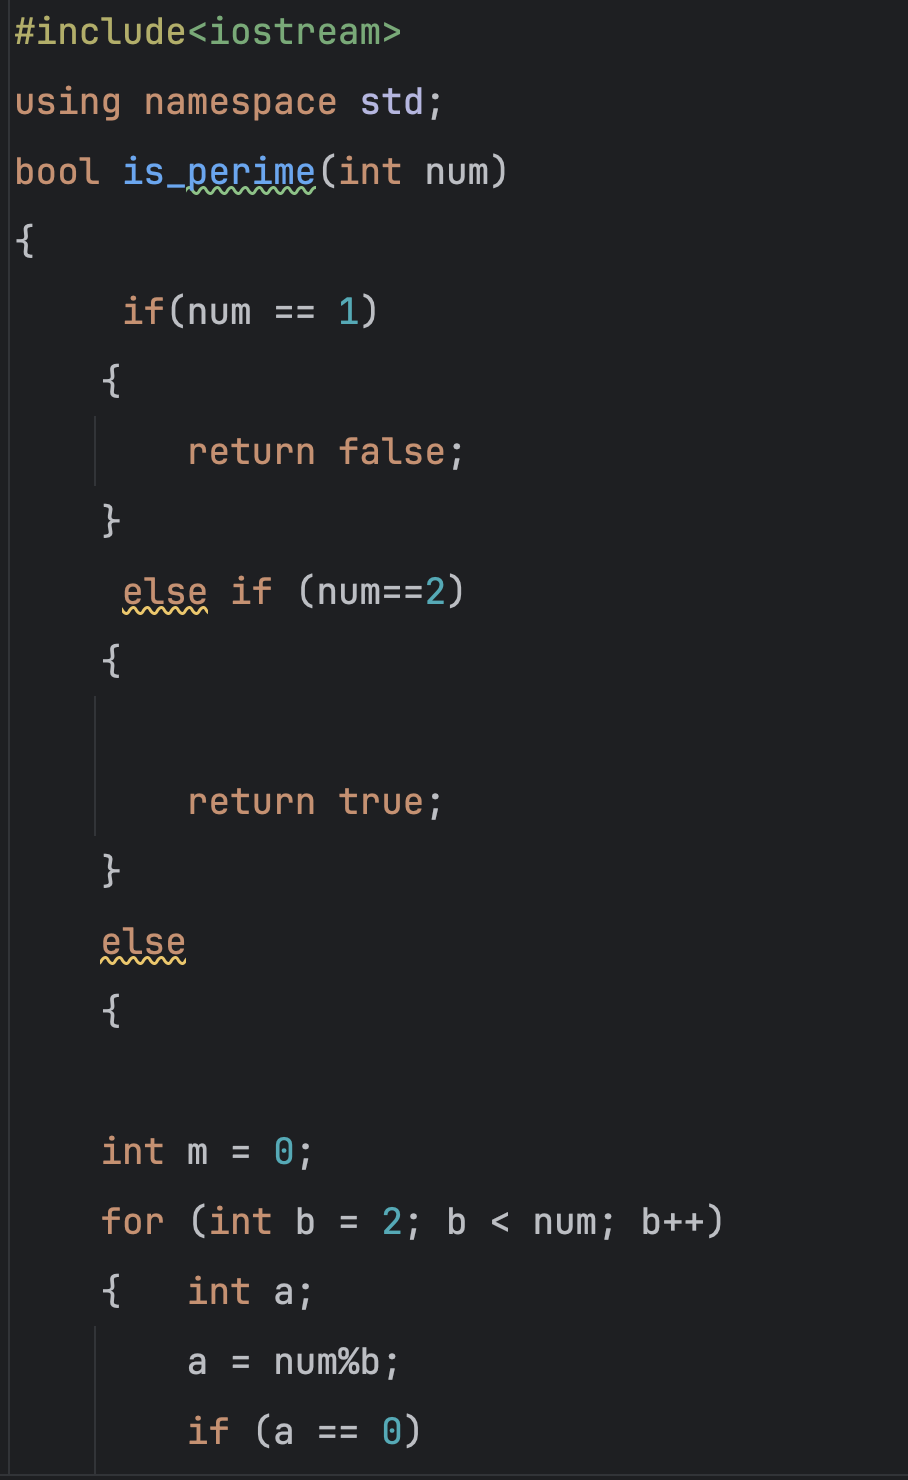 #include<iostream>
using namespace std;
bool is_perime(int num)
{
if(num == 1)
{
return false;
}
else if (num==2)
{
return true;
}
else
{
int m = 0;
for (int b = 2; b < num; b++)
{ int a;
a = num%b;
if (a == 0)